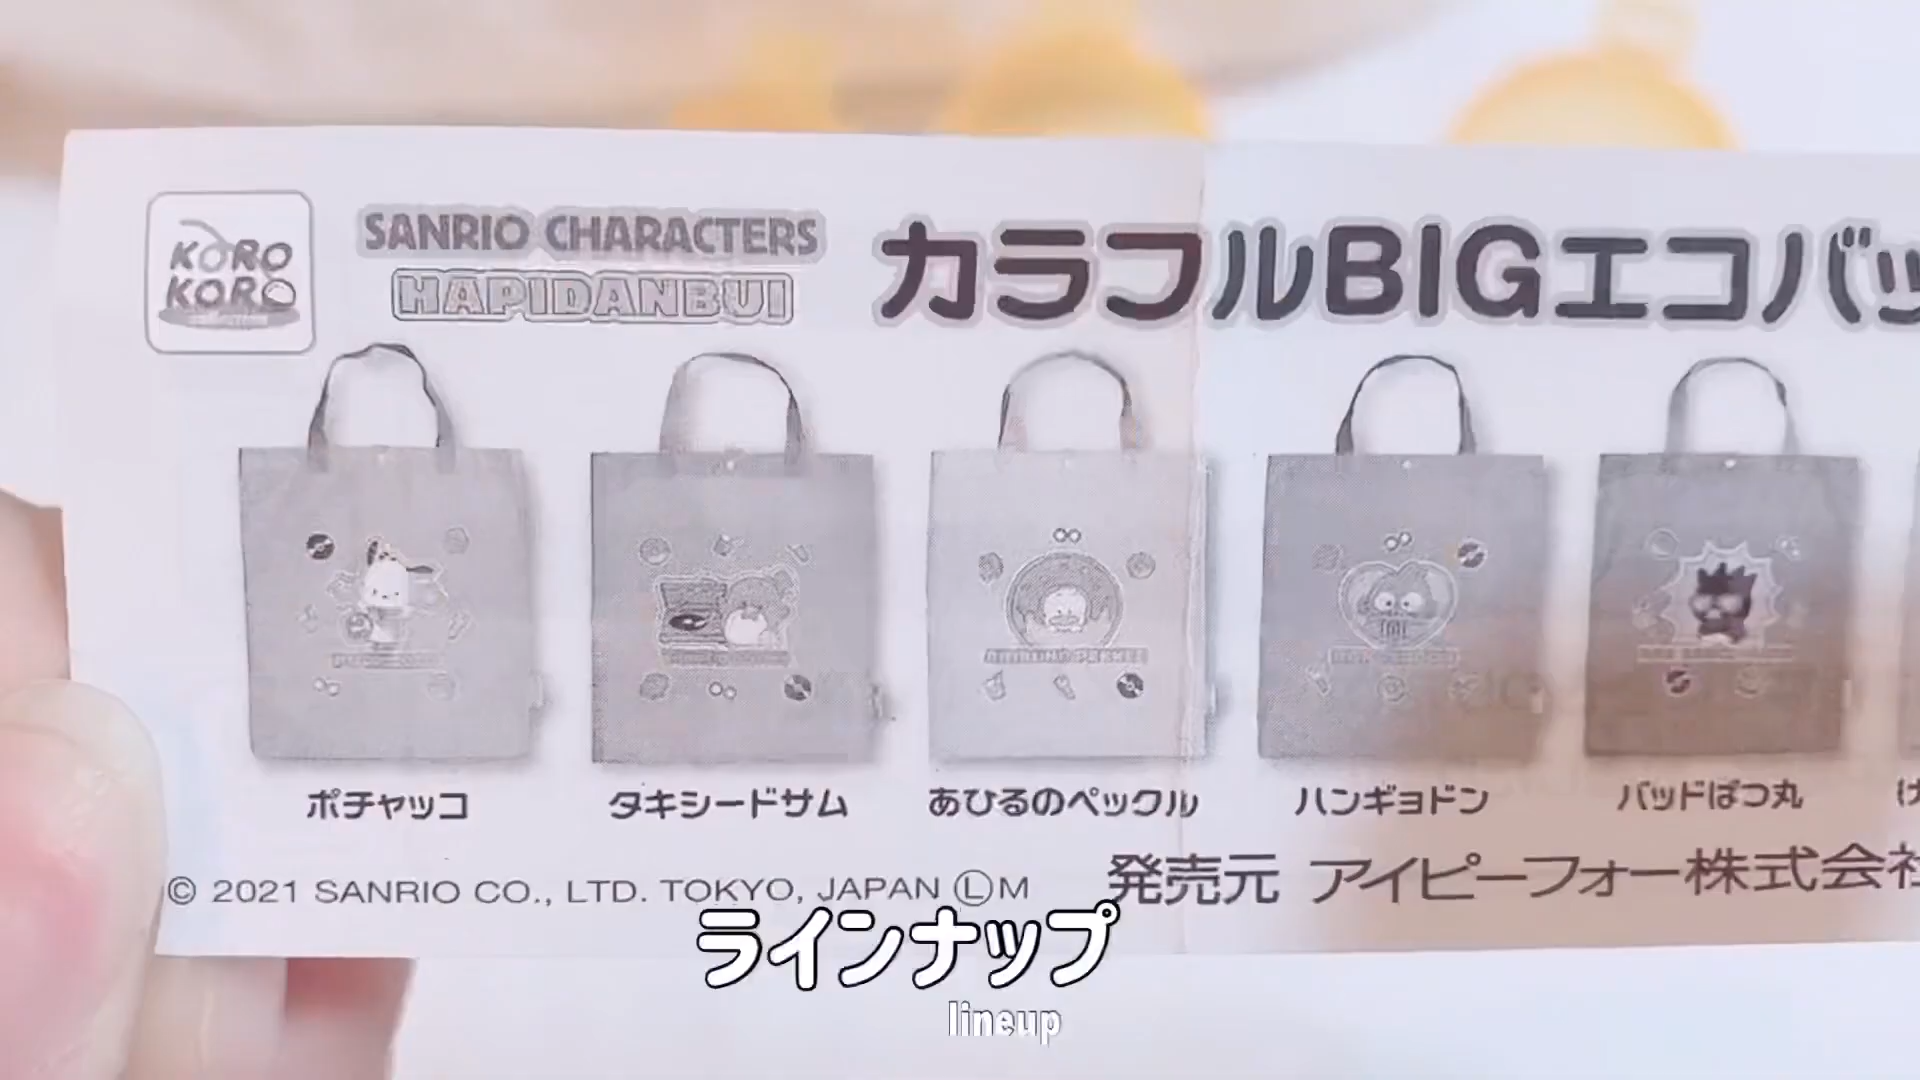 KORO
KORO
SANRIO CHARACTERS
HAPIDANBUI
カラフルBIGエコバッ
ポチャッコ
タキシードサム
あひるのペックル
ハンギョドン
バッドばつ丸
け
© 2021 SANRIO CO., LTD. TOKYO, JAPAN Ⓛ M
発売元 アイピーフォー株式会社
ラインナップ
lineup